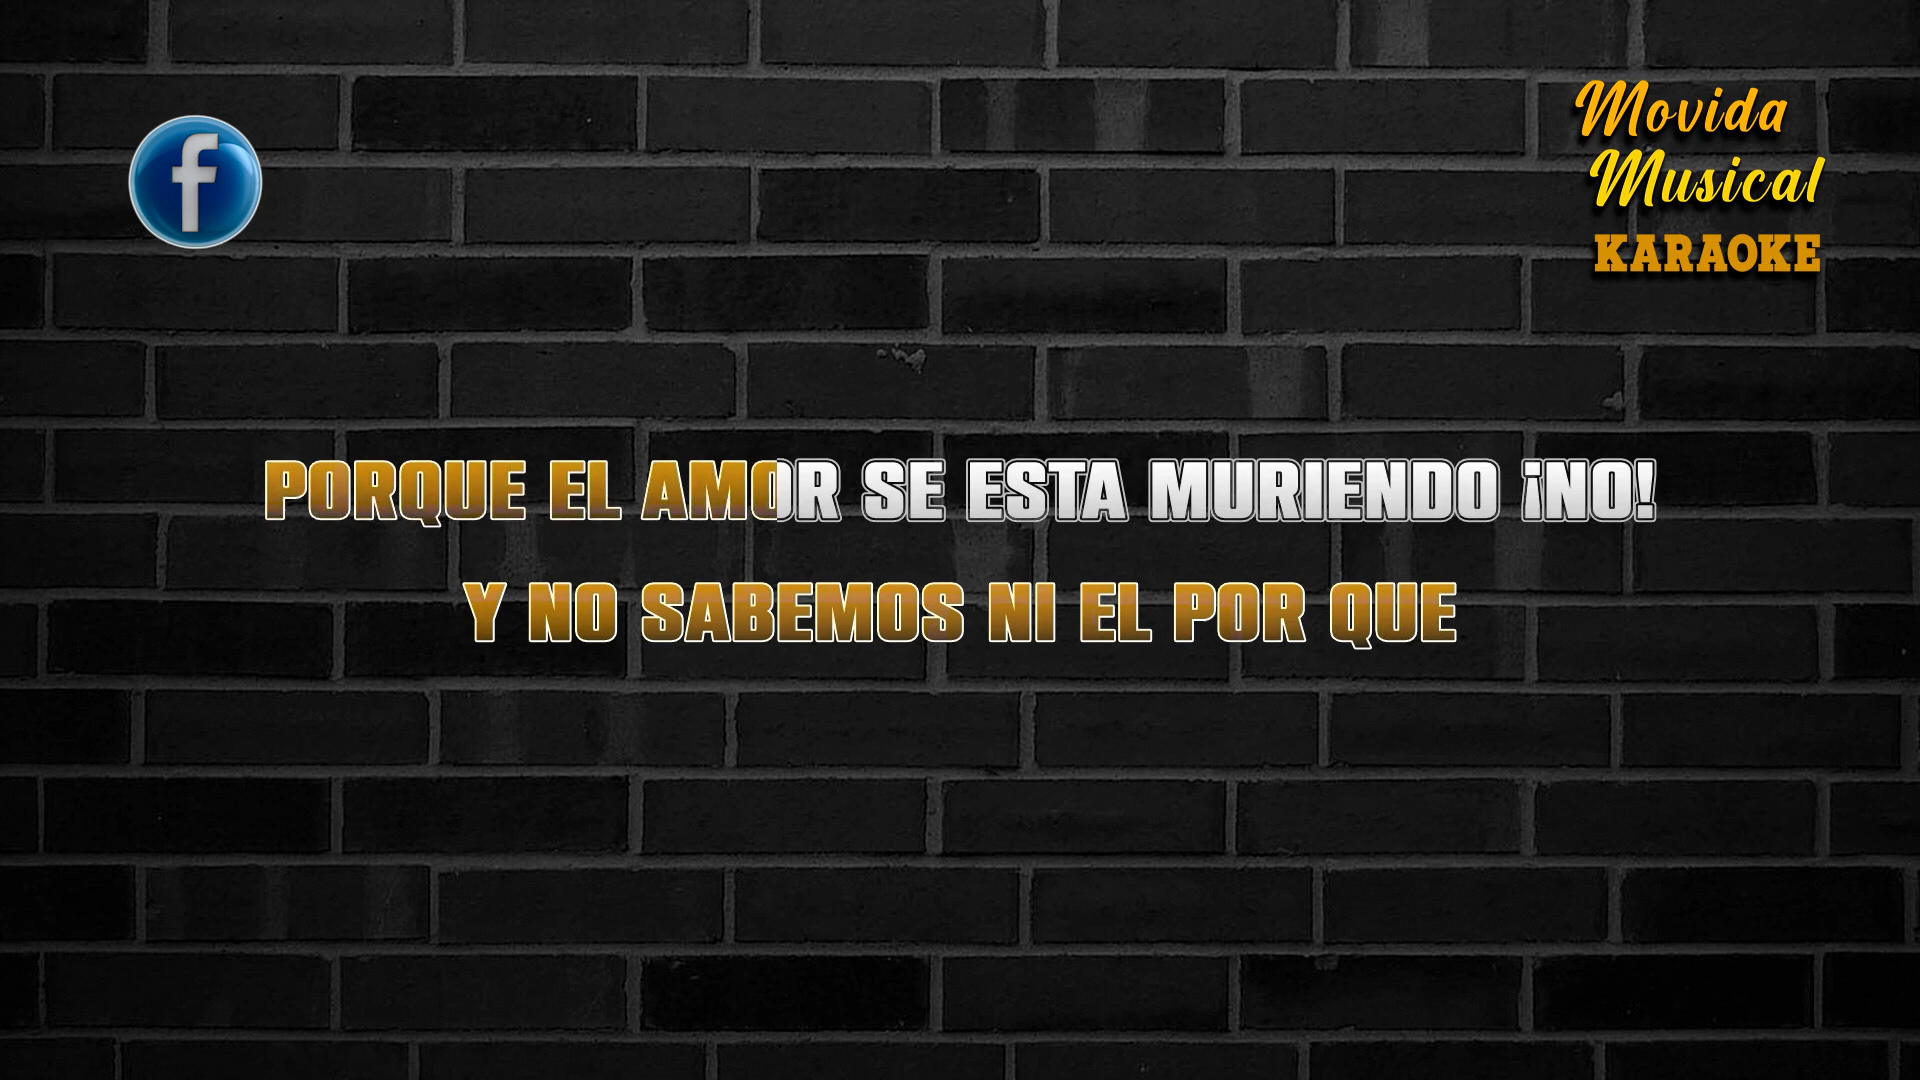 Movida
Musical
KARAOKE
PORQUE EL AMOR SE ESTA MURIENDO ¡NO!
Y NO SABEMOS NI EL POR QUE